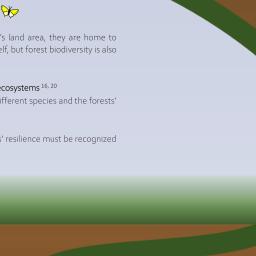 's land area, they are home to
elf, but forest biodiversity is also
ecosystems 16, 20
ifferent species and the forests'
s' resilience must be recognized